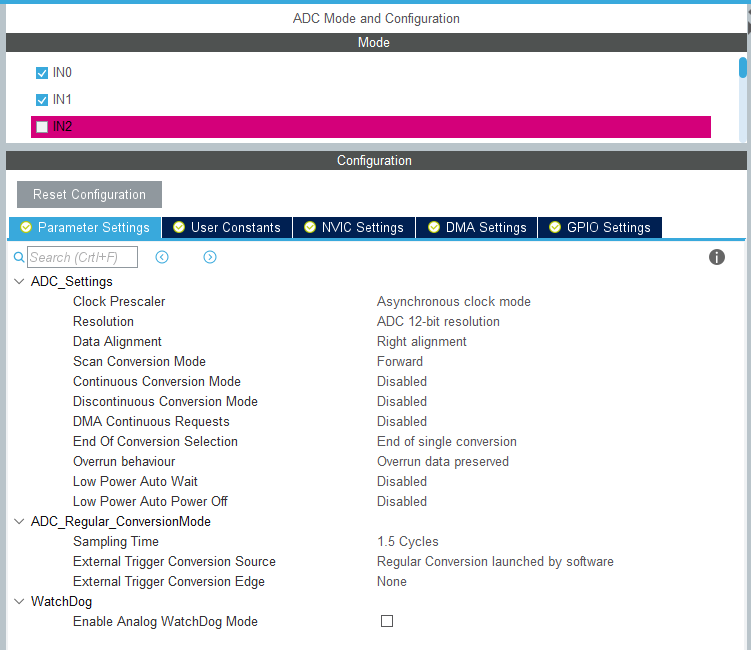 ADC Mode and Configuration
Mode
IN0
IN1
IN2
Configuration
Reset Configuration
Parameter Settings User Constants NVIC Settings DMA Settings GPIO Settings
Search (CrtI+F)
ADC_Settings
Clock Prescaler Asynchronous clock mode
Resolution ADC 12-bit resolution
Data Alignment Right alignment
Scan Conversion Mode Forward
Continuous Conversion Mode Disabled
Discontinuous Conversion Mode Disabled
DMA Continuous Requests Disabled
End Of Conversion Selection End of single conversion
Overrun behaviour Overrun data preserved
Low Power Auto Wait Disabled
Low Power Auto Power Off Disabled
ADC_Regular_ConversionMode
Sampling Time 1.5 Cycles
External Trigger Conversion Source Regular Conversion launched by software
External Trigger Conversion Edge None
WatchDog
Enable Analog WatchDog Mode